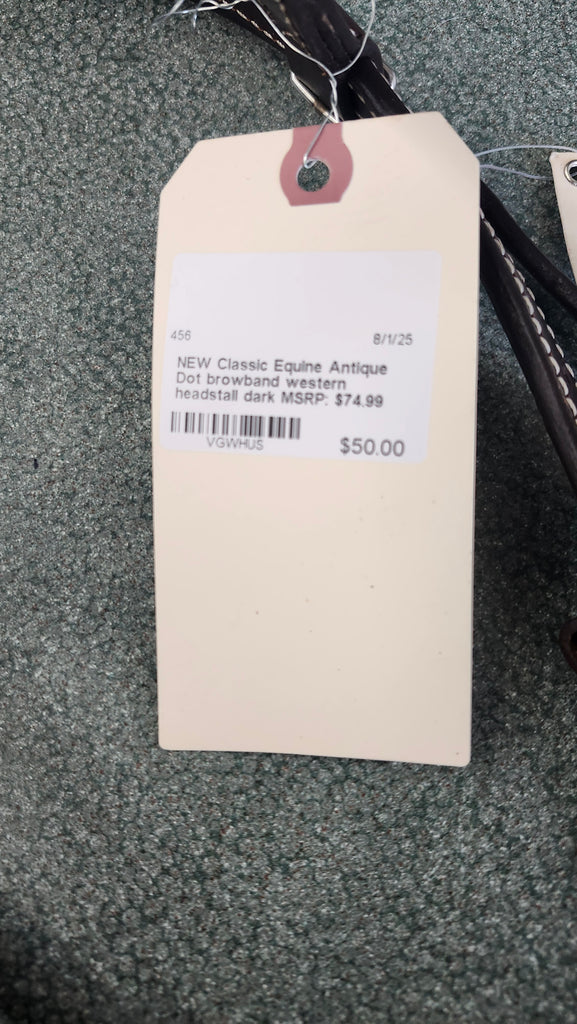 456 8/1/25
NEW Classic Equine Antique
Dot browband western
headstall dark MSRP: $74.99
VGWHUS $50.00